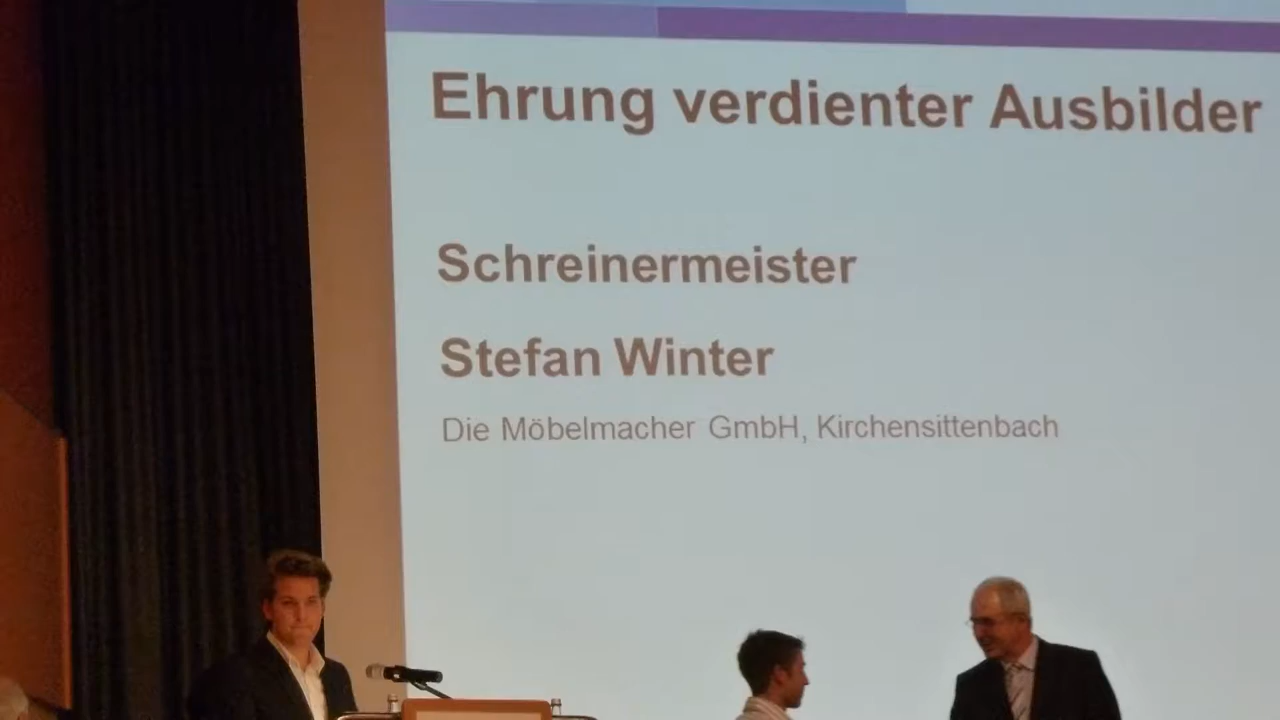 Ehrung verdienter Ausbilder
Schreinermeister
Stefan Winter
Die Möbelmacher GmbH, Kirchensittenbach